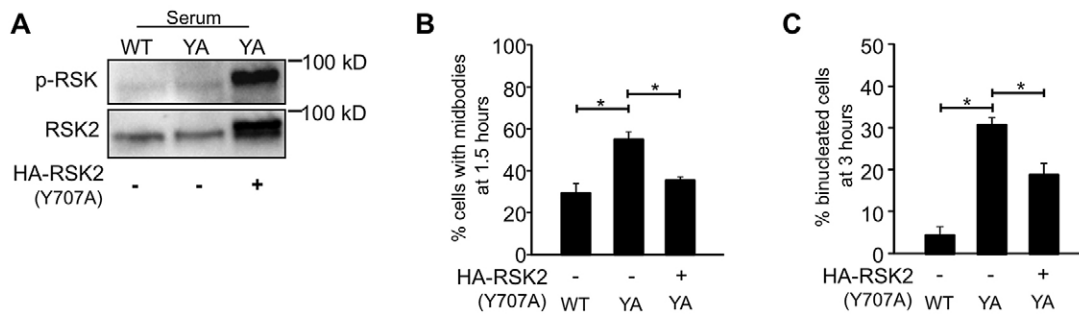 A
Serum
WT YA YA
p-RSK
100 kD
RSK2
100 kD
HA-RSK2
(Y707A)
- - +
B
% cells with midbodies
at 1.5 hours
100
80
60
40
20
0
* *
HA-RSK2 - - +
(Y707A) WT YA YA
C
% binucleated cells
at 3 hours
50
40
30
20
10
0
* *
HA-RSK2 - - +
(Y707A) WT YA YA